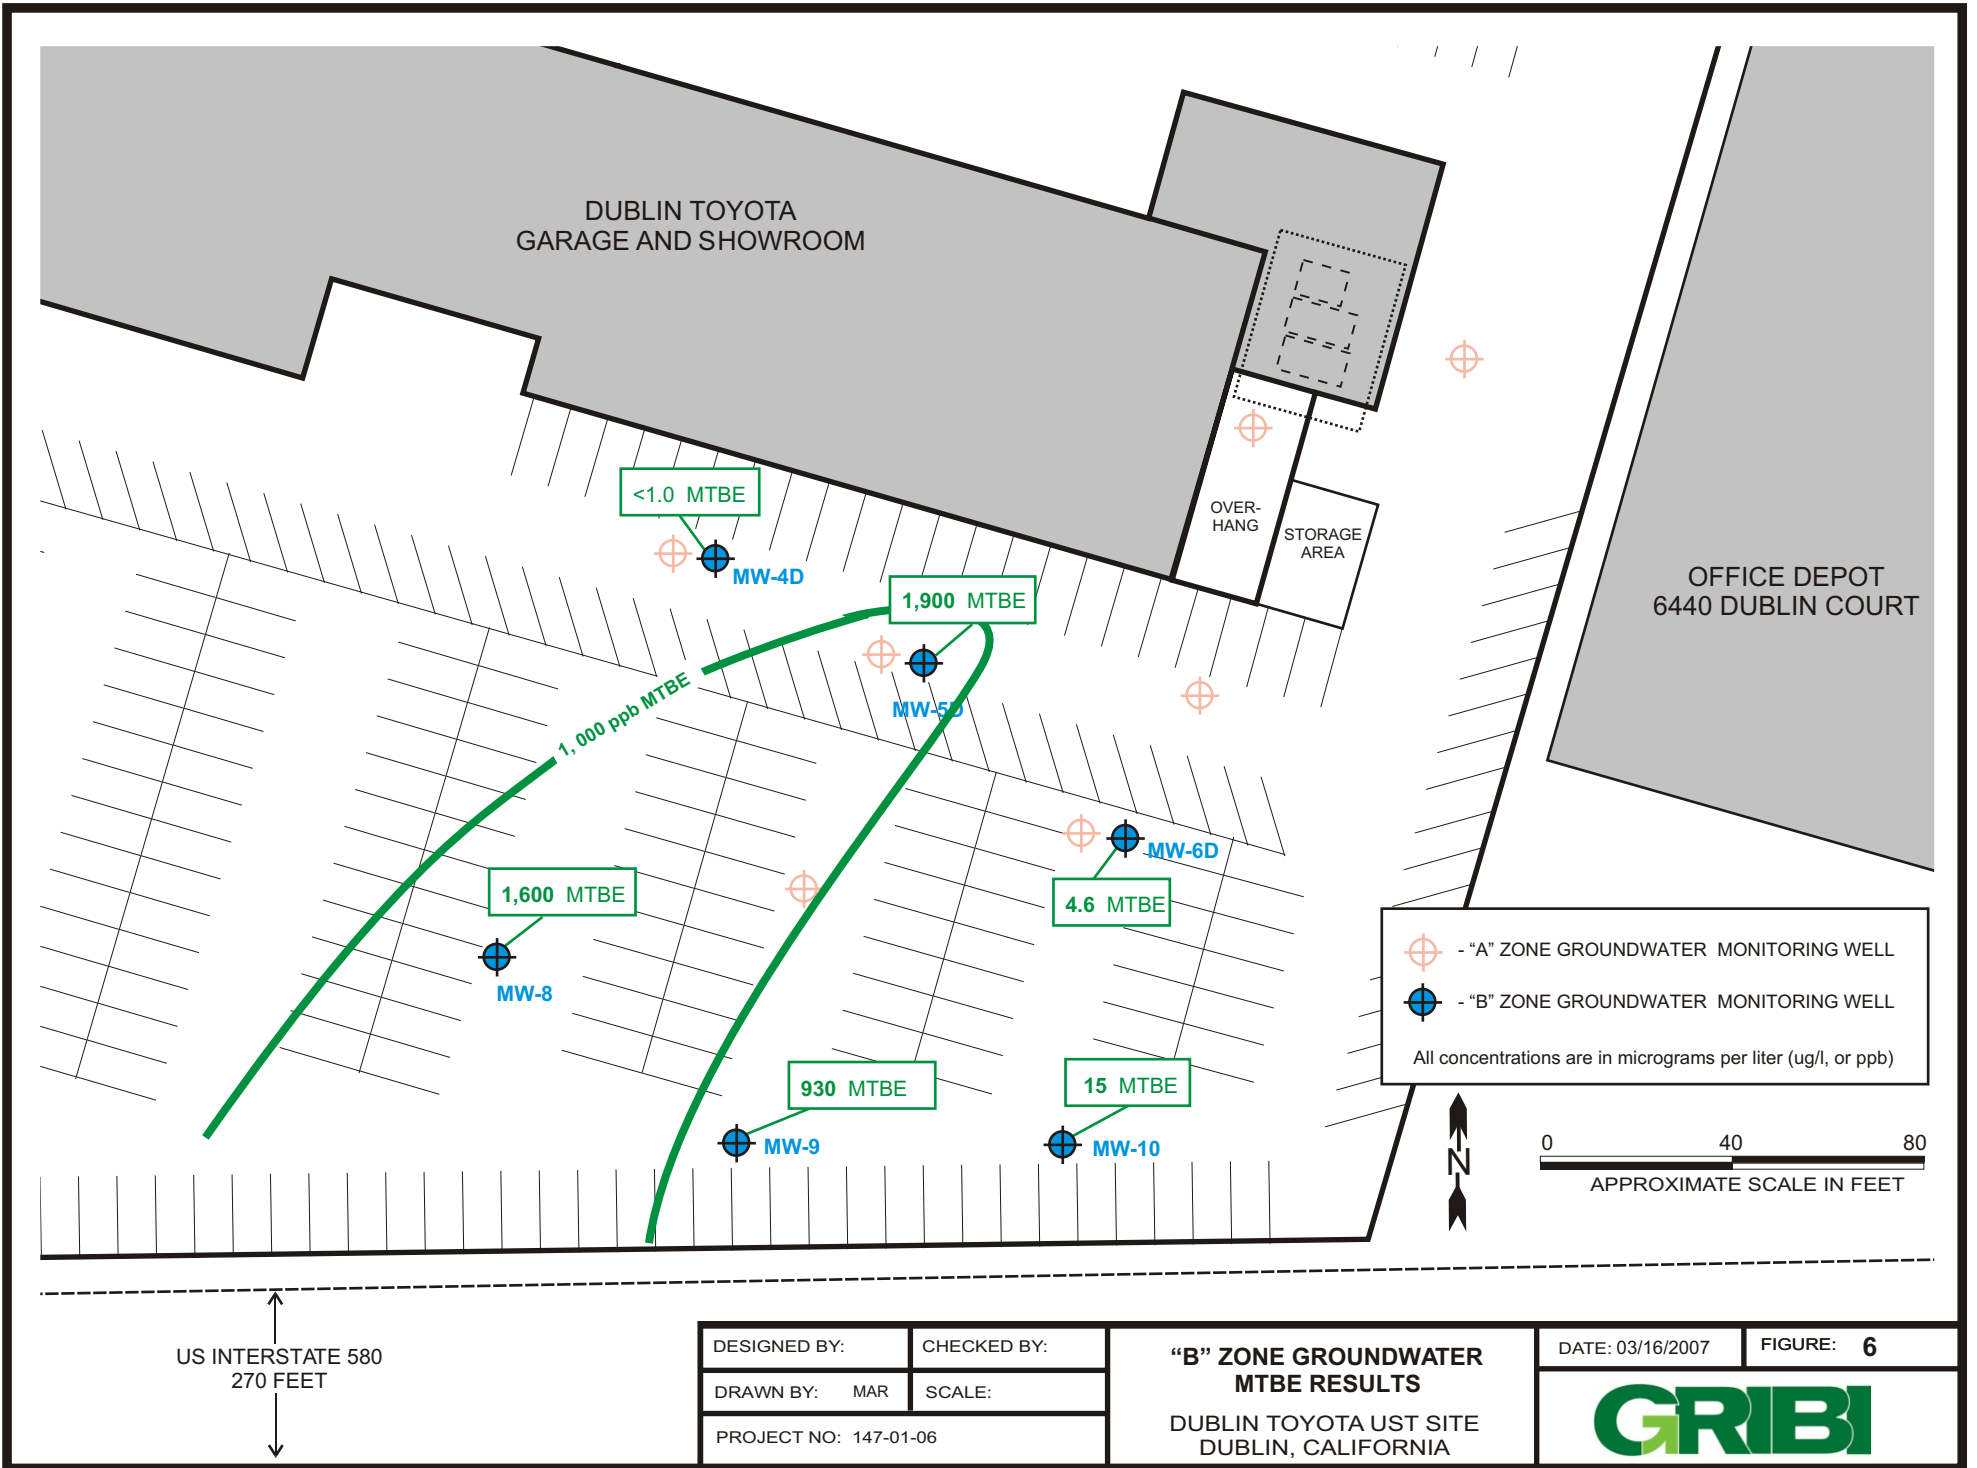 DUBLIN TOYOTA
GARAGE AND SHOWROOM
<1.0 MTBE
MW-4D
OVER-
HANG
STORAGE
AREA
1,900 MTBE
MW-5D
OFFICE DEPOT
6440 DUBLIN COURT
1, 000 ppb MTBE
MW-6D
4.6 MTBE
1,600 MTBE
MW-8
930 MTBE
MW-9
15 MTBE
MW-10
- “A” ZONE GROUNDWATER MONITORING WELL
- “B” ZONE GROUNDWATER MONITORING WELL
All concentrations are in micrograms per liter (ug/l, or ppb)
N
0 40 80
APPROXIMATE SCALE IN FEET
US INTERSTATE 580
270 FEET
DESIGNED BY:
CHECKED BY:
DRAWN BY: MAR
SCALE:
PROJECT NO: 147-01-06
“B” ZONE GROUNDWATER
MTBE RESULTS
DUBLIN TOYOTA UST SITE
DUBLIN, CALIFORNIA
DATE: 03/16/2007
FIGURE: 6
GRIBI